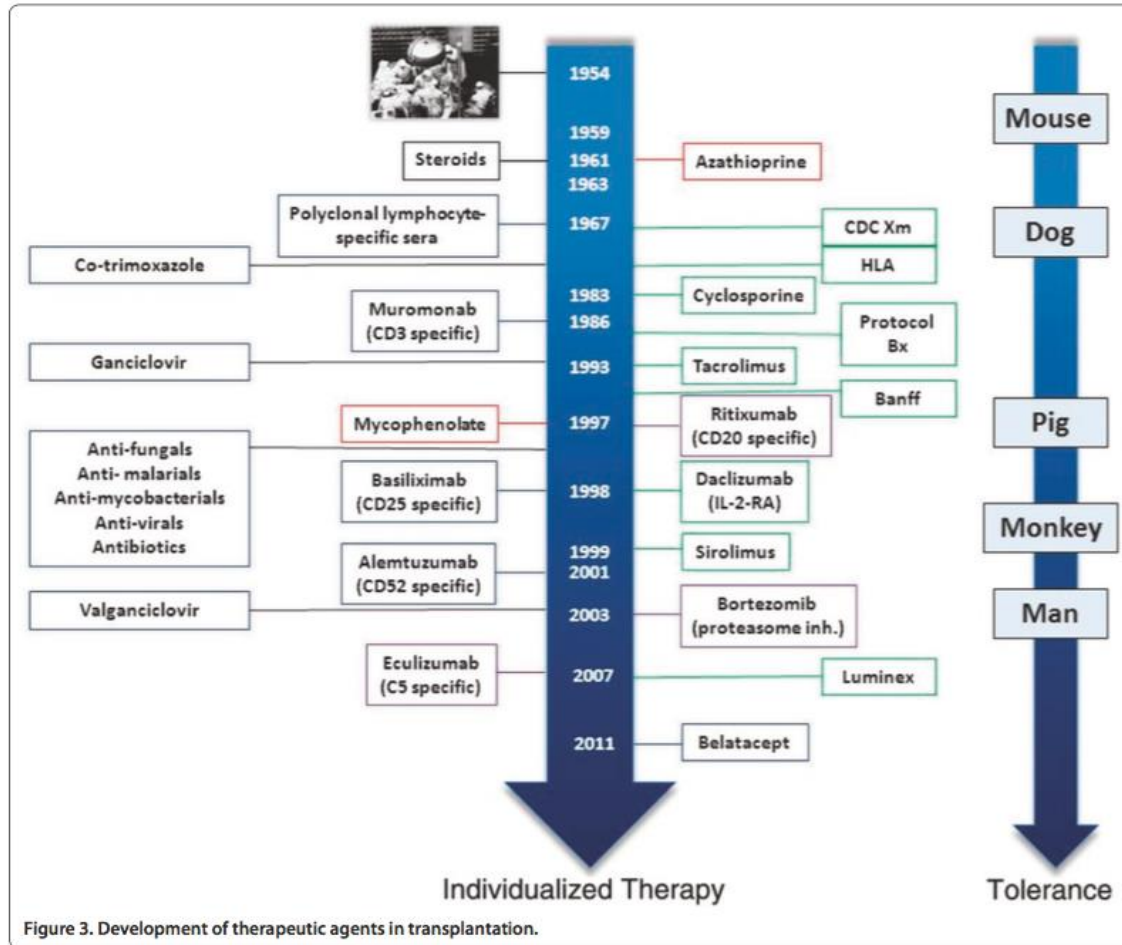 1954
Mouse
1959
Steroids
1961
Azathioprine
1963
Polyclonal lymphocyte-
specific sera
1967
CDC Xm
Dog
Co-trimoxazole
HLA
1983
Cyclosporine
Muromonab
(CD3 specific)
1986
Protocol
Bx
Ganciclovir
1993
Tacrolimus
Banff
Mycophenolate
1997
Ritixumab
(CD20 specific)
Pig
Anti-fungals
Anti- malarials
Anti-mycobacterials
Anti-virals
Antibiotics
Basiliximab
(CD25 specific)
1998
Daclizumab
(IL-2-RA)
Monkey
1999
Sirolimus
Alemtuzumab
(CD52 specific)
2001
Valganciclovir
2003
Bortezomib
(proteasome inh.)
Man
Eculizumab
(C5 specific)
2007
Luminex
2011
Belatacept
Individualized Therapy
Tolerance
Figure 3. Development of therapeutic agents in transplantation.